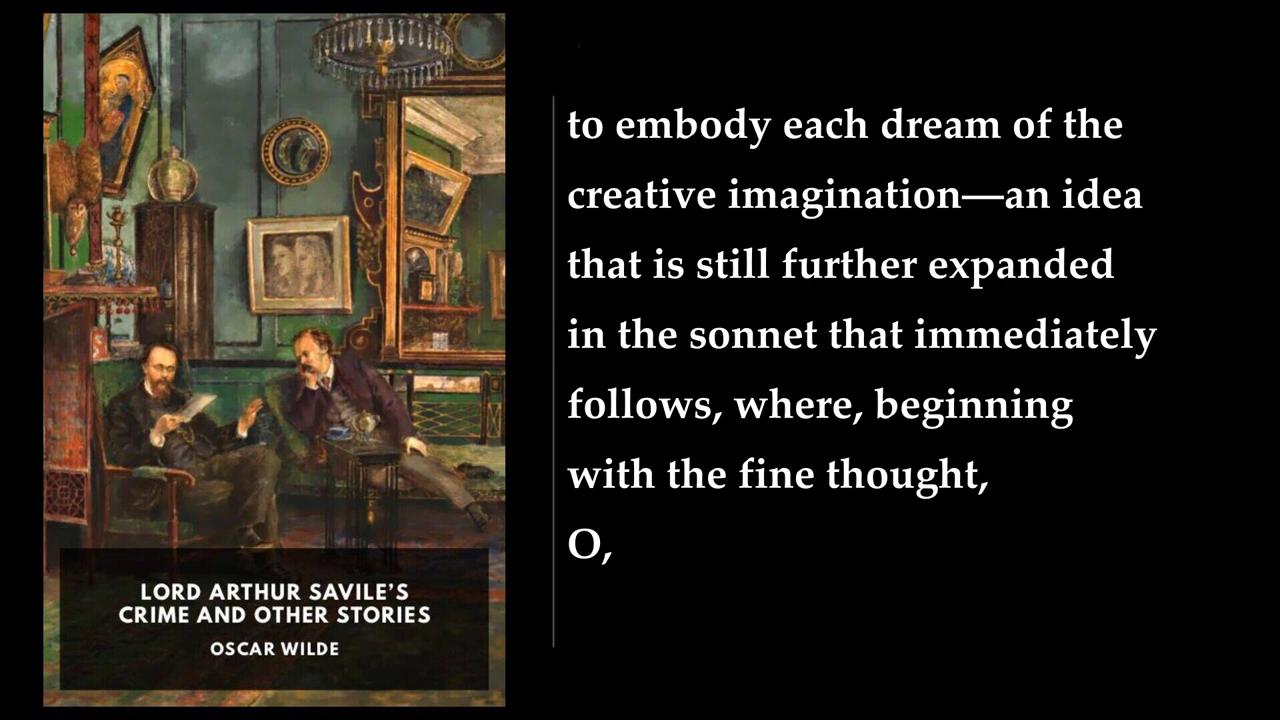 to embody each dream of the
creative imagination—an idea
that is still further expanded
in the sonnet that immediately
follows, where, beginning
with the fine thought,
O,
LORD ARTHUR SAVILE’S
CRIME AND OTHER STORIES
OSCAR WILDE